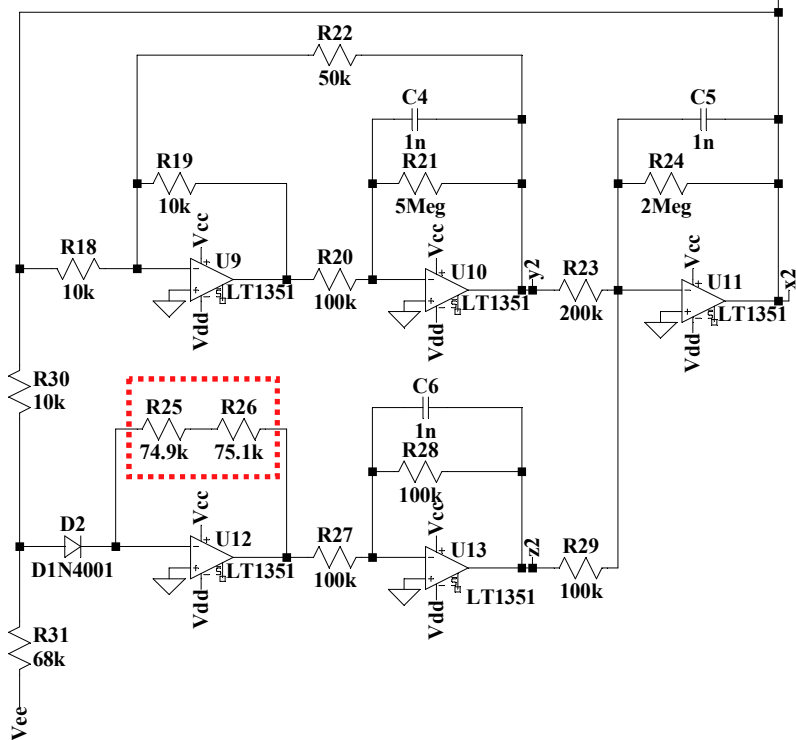 R22
50k
C4
1n
C5
1n
R19
10k
R21
5Meg
R24
2Meg
R18
10k
Vcc
U9
LT1351
Vdd
R20
100k
Vcc
U10
LT1351
Vdd
y2
R23
200k
Vcc
U11
LT1351
Vdd
x2
R30
10k
R25
74.9k
R26
75.1k
C6
1n
R28
100k
D2
D1N4001
Vcc
U12
LT1351
Vdd
R27
100k
Vcc
U13
LT1351
Vdd
z2
R29
100k
R31
68k
Vee